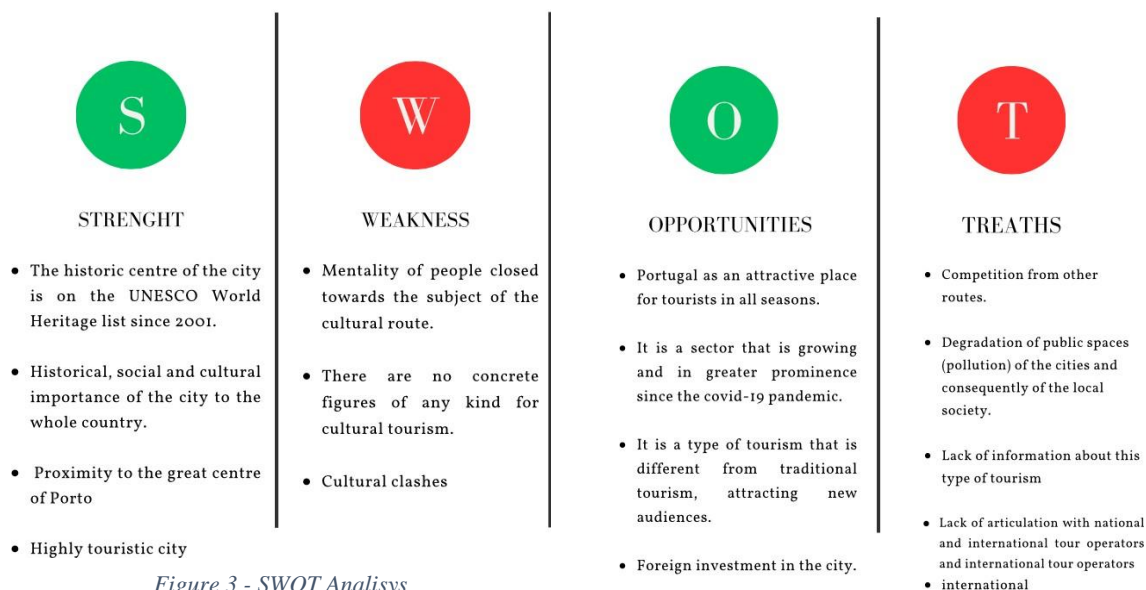 S
STRENGHT
• The historic centre of the city
is on the UNESCO World
Heritage list since 2001.
• Historical, social and cultural
importance of the city to the
whole country.
• Proximity to the great centre
of Porto
• Highly touristic city
W
WEAKNESS
• Mentality of people closed
towards the subject of the
cultural route.
• There are no concrete
figures of any kind for
cultural tourism.
• Cultural clashes
O
OPPORTUNITIES
• Portugal as an attractive place
for tourists in all seasons.
• It is a sector that is growing
and in greater prominence
since the covid-19 pandemic.
• It is a type of tourism that is
different from traditional
tourism, attracting new
audiences.
• Foreign investment in the city.
T
TREATHS
• Competition from other
routes.
• Degradation of public spaces
(pollution) of the cities and
consequently of the local
society.
• Lack of information about this
type of tourism
• Lack of articulation with national
and international tour operators
and international tour operators
• international
Figure 3 - SWOT Analisys